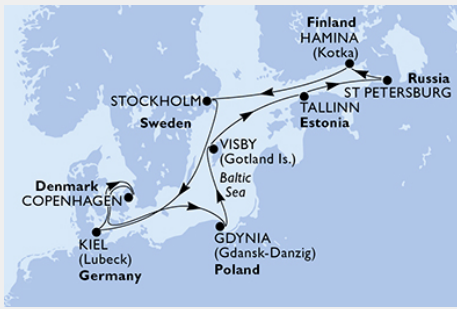 Finland
HAMINA
(Kotka)
Russia
ST PETERSBURG
STOCKHOLM
TALLINN
Sweden
Estonia
VISBY
(Gotland Is.)
Baltic
Sea
Denmark
COPENHAGEN
KIEL
(Lubeck)
Germany
GDYNIA
(Gdansk-Danzig)
Poland